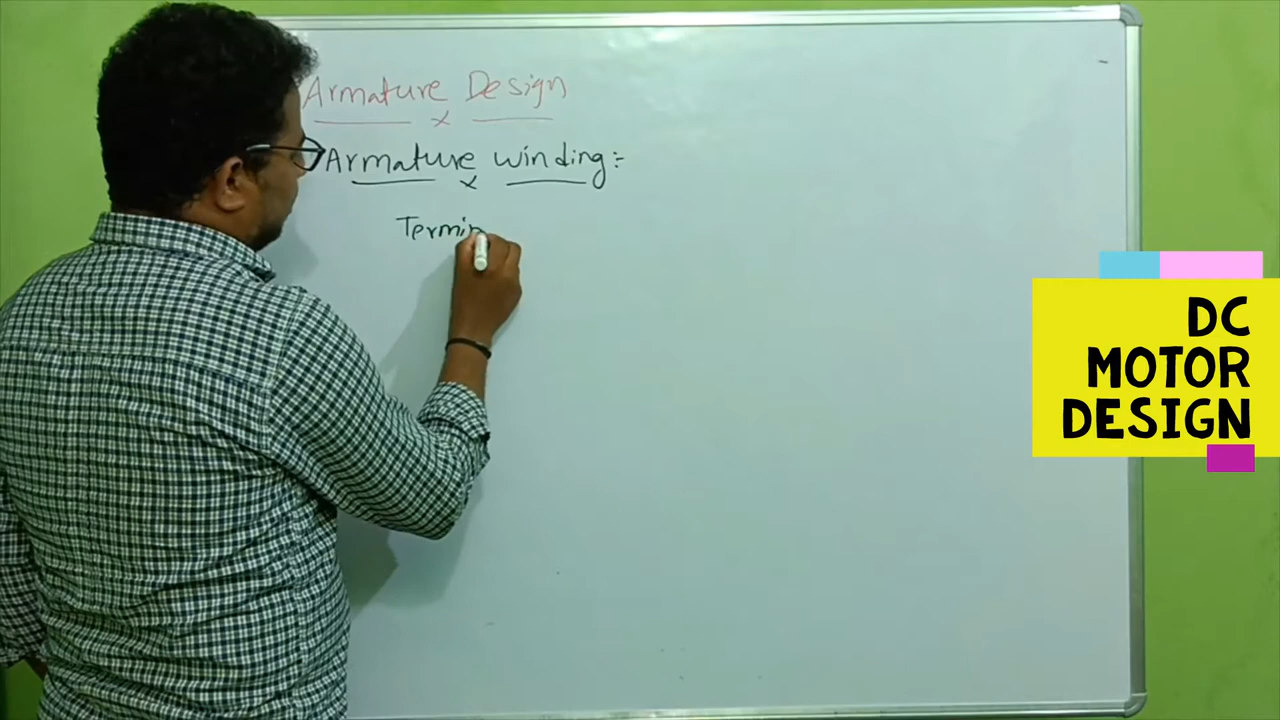 Armature Design
Armature winding:-
Termin
DC
MOTOR
DESIGN